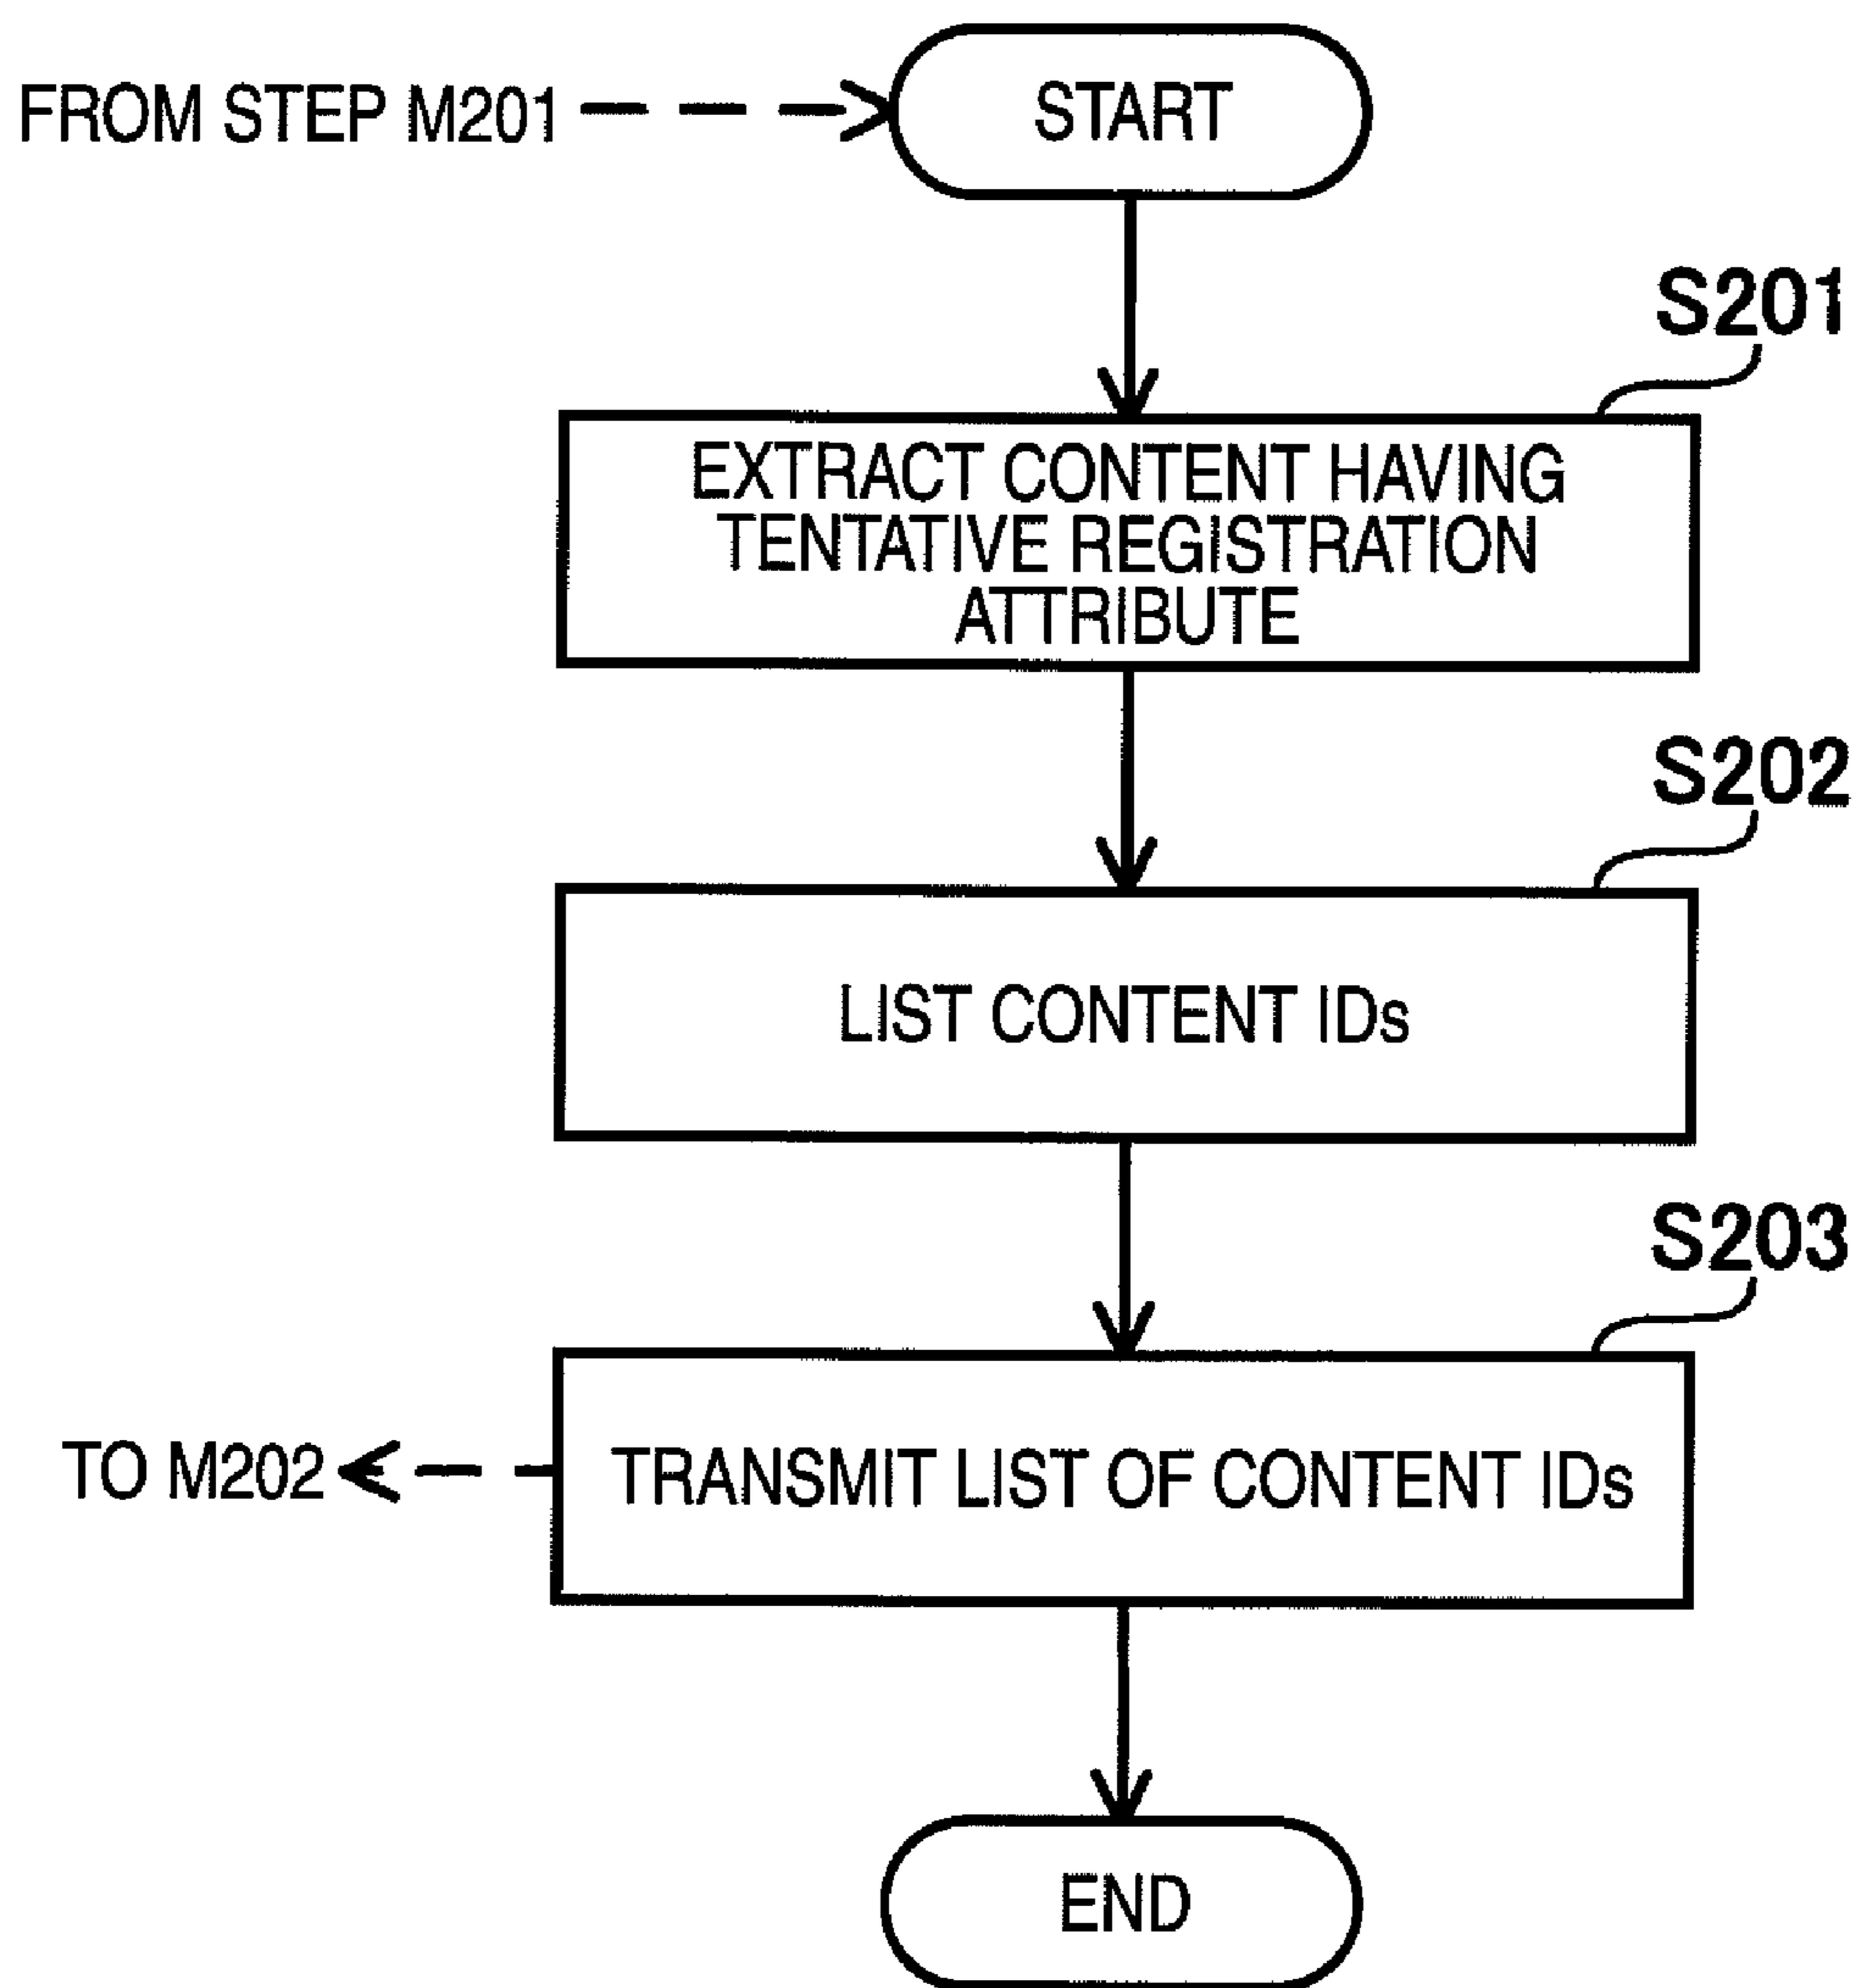 FROM STEP M201
START
S201
EXTRACT CONTENT HAVING
TENTATIVE REGISTRATION
ATTRIBUTE
S202
LIST CONTENT IDs
S203
TO M202
TRANSMIT LIST OF CONTENT IDs
END